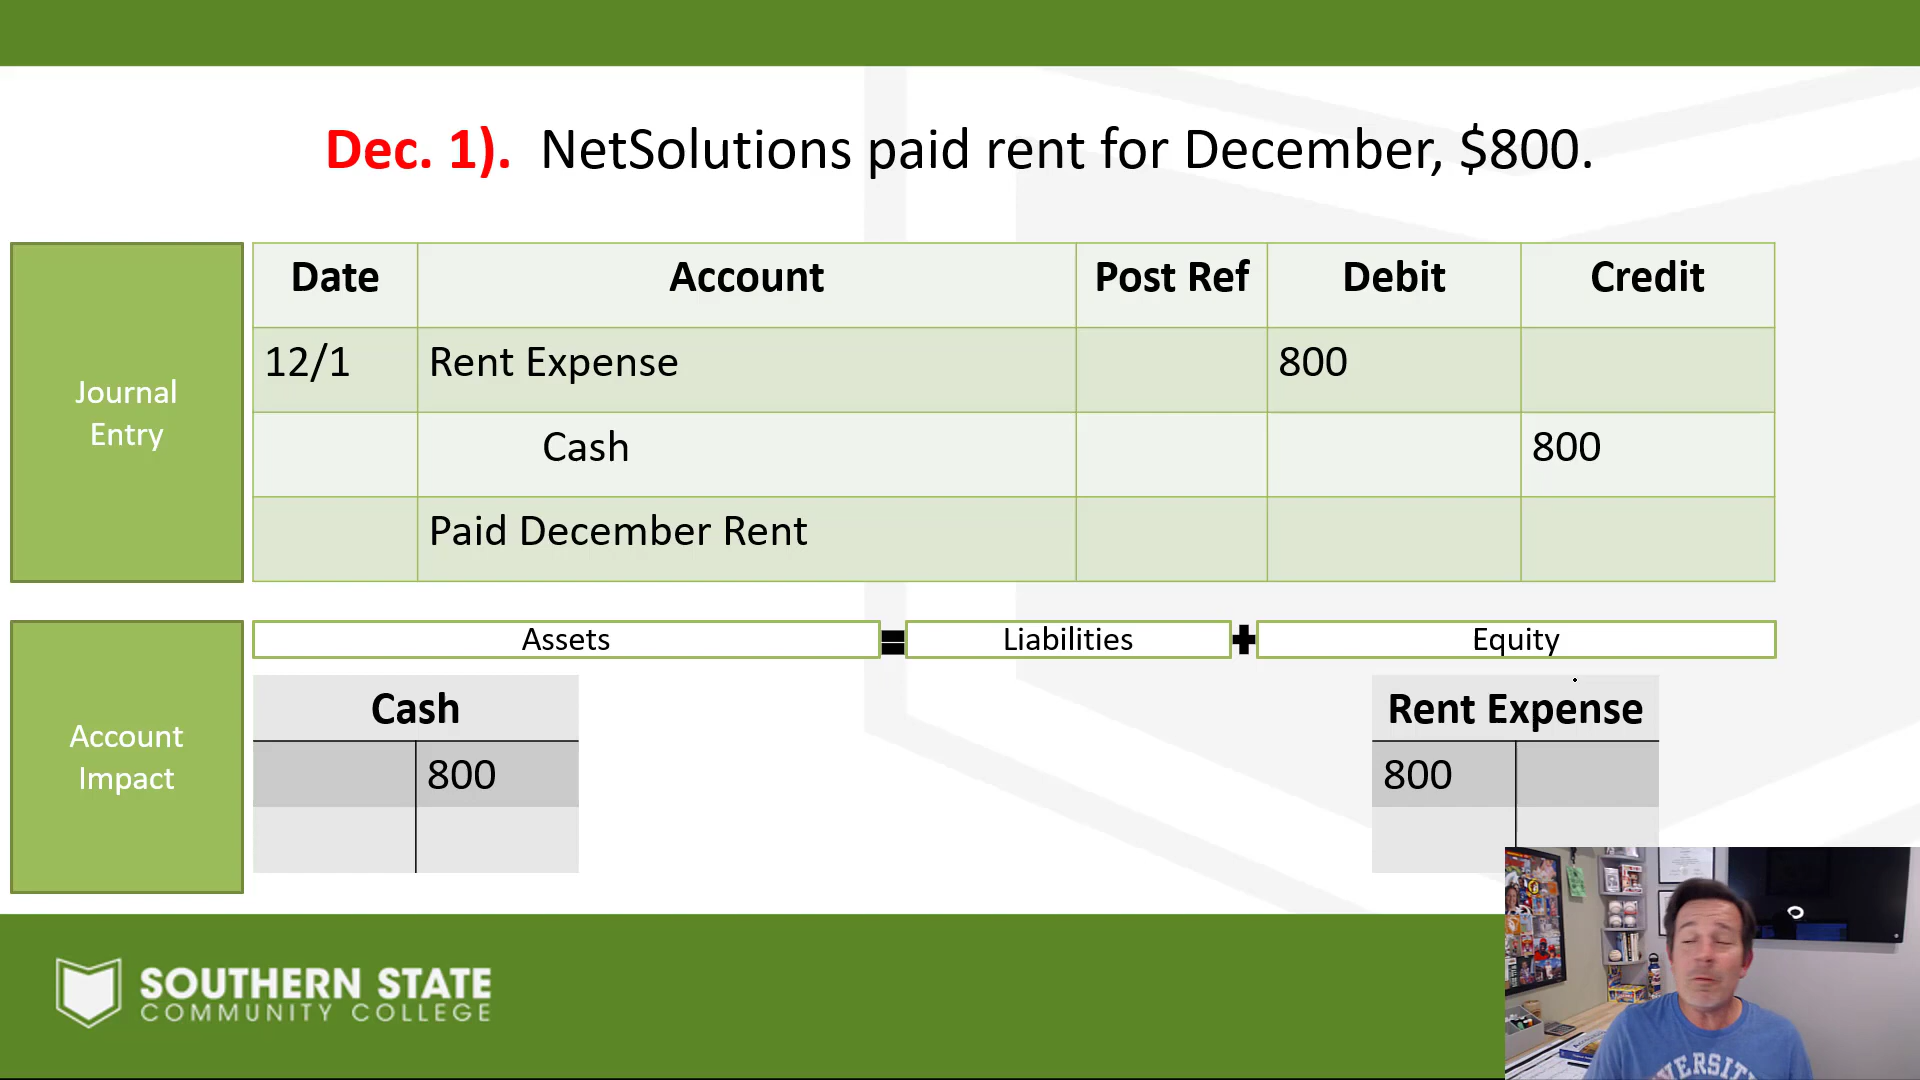 Dec. 1). NetSolutions paid rent for December, $800.
Journal
Entry
Date Account Post Ref Debit Credit
12/1 Rent Expense 800
Cash 800
Paid December Rent
Account
Impact
Assets = Liabilities + Equity
Cash
800
Rent Expense
800
SOUTHERN STATE
COMMUNITY COLLEGE